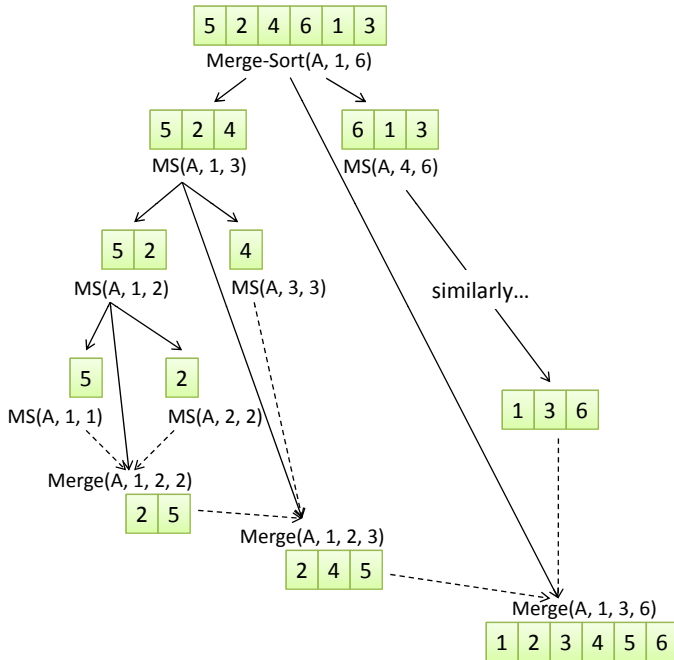 5 2 4 6 1 3
Merge-Sort(A, 1, 6)
5 2 4
6 1 3
MS(A, 1, 3)
MS(A, 4, 6)
5 2
4
MS(A, 1, 2)
MS(A, 3, 3)
similarly...
5
2
1 3 6
MS(A, 1, 1)
MS(A, 2, 2)
Merge(A, 1, 2, 2)
2 5
Merge(A, 1, 2, 3)
2 4 5
Merge(A, 1, 3, 6)
1 2 3 4 5 6